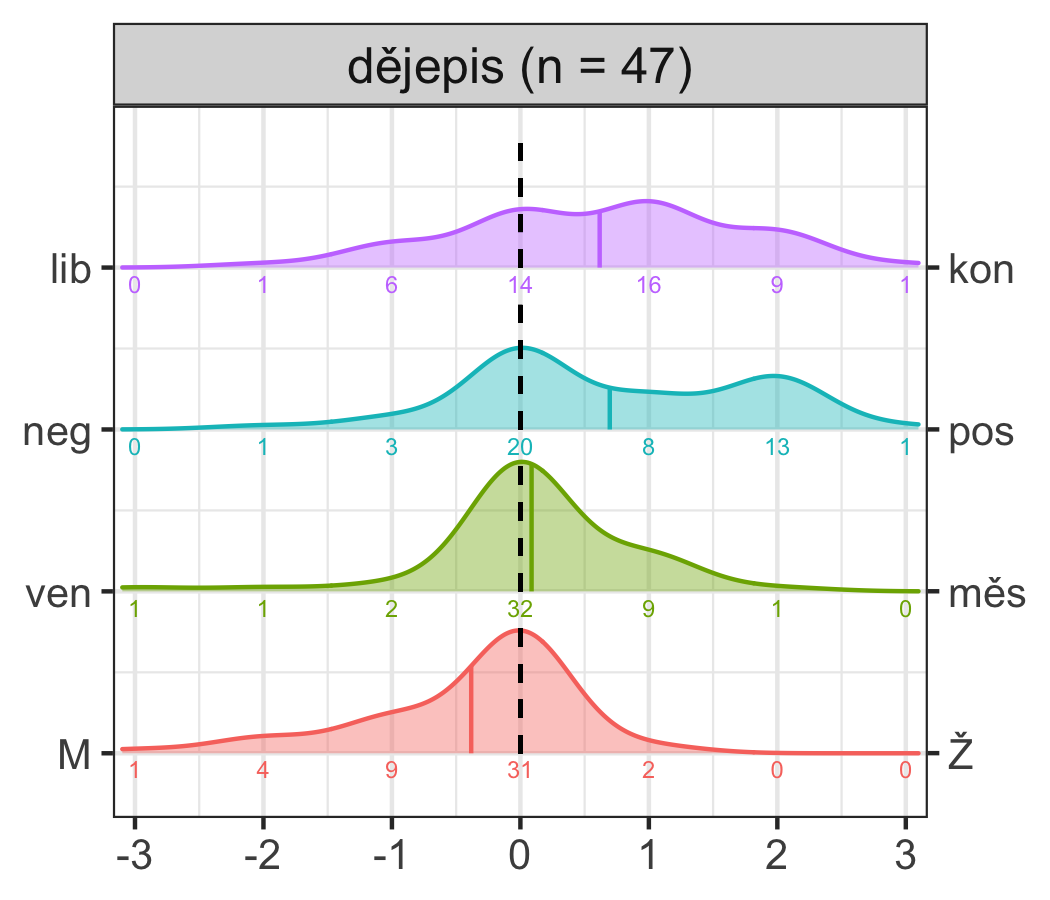 dějepis (n = 47)
lib kon
0 1 6 14 16 9 1
neg pos
0 1 3 20 8 13 1
ven měs
1 1 2 32 9 1 0
M Ž
1 4 9 31 2 0 0
-3 -2 -1 0 1 2 3